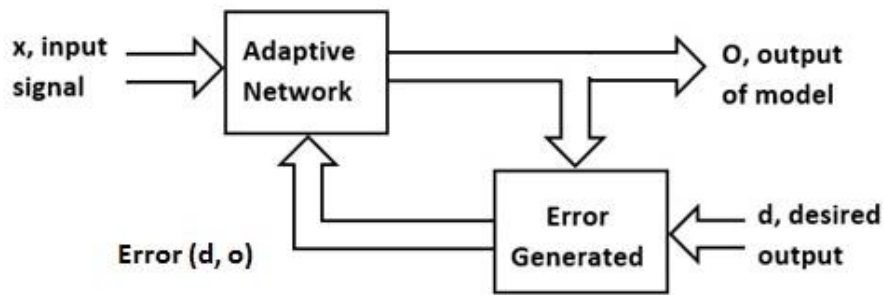 x, input
signal
Adaptive
Network
O, output
of model
Error
Generated
d, desired
output
Error (d, o)